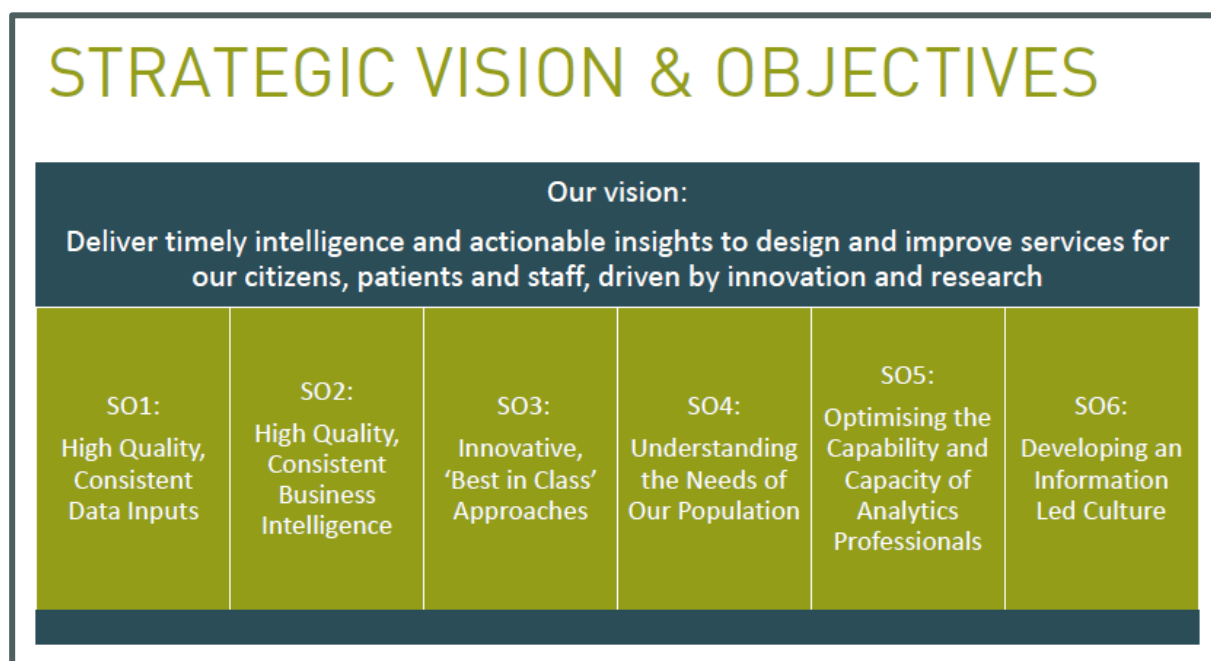 STRATEGIC VISION & OBJECTIVES
Our vision:
Deliver timely intelligence and actionable insights to design and improve services for
our citizens, patients and staff, driven by innovation and research
SO1:
High Quality,
Consistent
Data Inputs
SO2:
High Quality,
Consistent
Business
Intelligence
SO3:
Innovative,
‘Best in Class’
Approaches
SO4:
Understanding
the Needs of
Our Population
SO5:
Optimising the
Capability and
Capacity of
Analytics
Professionals
SO6:
Developing an
Information
Led Culture